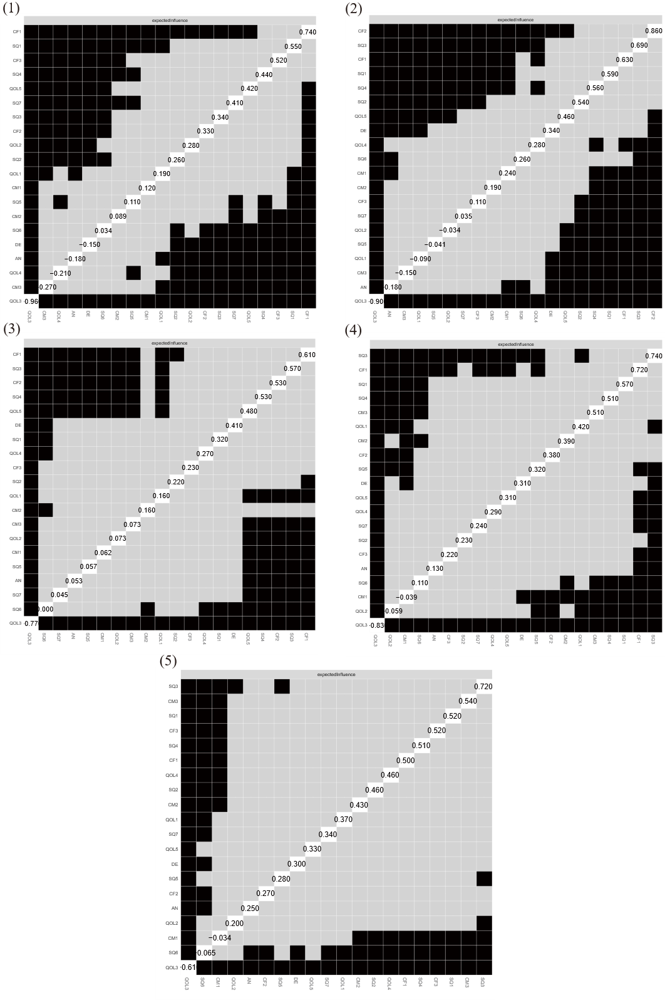 (1)
expectedInfluence
CF1 0.740
SQ1 0.550
CF3 0.520
SQ4 0.440
QOL5 0.420
SQ7 0.410
SQ3 0.340
CF2 0.330
QOL2 0.280
SQ2 0.260
QOL1 0.190
CM1 0.120
SQ5 0.110
CM2 0.089
SQ6 0.034
DE −0.150
AN −0.180
QOL4 −0.210
CM3 −0.270
QOL3 -0.96
QOL3 CM3 QOL4 AN DE SQ6 CM2 SQ5 CM1 QOL1 SQ2 QOL2 CF2 SQ3 SQ7 QOL5 SQ4 CF3 SQ1 CF1
(2)
expectedInfluence
CF2 0.860
SQ3 0.690
CF1 0.630
SQ1 0.590
SQ4 0.560
SQ2 0.540
QOL5 0.460
DE 0.340
QOL4 0.280
SQ6 0.260
CM1 0.240
CM2 0.190
CF3 0.110
SQ7 0.035
QOL2 −0.034
SQ5 −0.041
QOL1 −0.090
CM3 −0.150
AN −0.180
QOL3 -0.90
QOL3 AN CM3 QOL1 SQ5 QOL2 SQ7 CF3 CM2 CM1 SQ6 QOL4 DE QOL5 SQ2 SQ4 SQ1 CF1 SQ3 CF2
(3)
expectedInfluence
CF1 0.610
SQ3 0.570
CF2 0.530
SQ4 0.530
QOL5 0.480
DE 0.410
SQ1 0.320
QOL4 0.270
CF3 0.230
SQ2 0.220
QOL1 0.160
CM2 0.160
CM3 0.073
QOL2 0.073
CM1 0.062
SQ5 0.057
AN 0.053
SQ7 0.045
SQ6 0.000
QOL3 -0.77
QOL3 SQ6 SQ7 AN SQ5 CM1 QOL2 CM3 CM2 QOL1 SQ2 CF3 QOL4 SQ1 DE QOL5 SQ4 CF2 SQ3 CF1
(4)
expectedInfluence
SQ3 0.740
CF1 0.720
SQ1 0.570
SQ4 0.510
CM3 0.510
QOL1 0.420
CM2 0.390
CF2 0.380
SQ5 0.320
DE 0.310
QOL5 0.310
QOL4 0.290
SQ7 0.240
SQ2 0.230
CF3 0.220
AN 0.130
SQ6 0.110
CM1 −0.039
QOL2 -0.059
QOL3 -0.83
QOL3 QOL2 CM1 SQ6 AN CF3 SQ2 SQ7 QOL4 QOL5 DE SQ5 CF2 CM2 QOL1 CM3 SQ4 SQ1 CF1 SQ3
(5)
expectedInfluence
SQ3 0.720
CM3 0.540
SQ1 0.520
CF3 0.520
SQ4 0.510
CF1 0.500
QOL4 0.460
SQ2 0.460
CM2 0.430
QOL1 0.370
SQ7 0.340
QOL5 0.330
DE 0.300
SQ5 0.280
CF2 0.270
AN 0.250
QOL2 0.200
CM1 −0.034
SQ6 -0.065
QOL3 -0.61
QOL3 SQ6 CM1 QOL2 AN CF2 SQ5 DE QOL5 SQ7 QOL1 CM2 SQ2 QOL4 CF1 SQ4 CF3 SQ1 CM3 SQ3